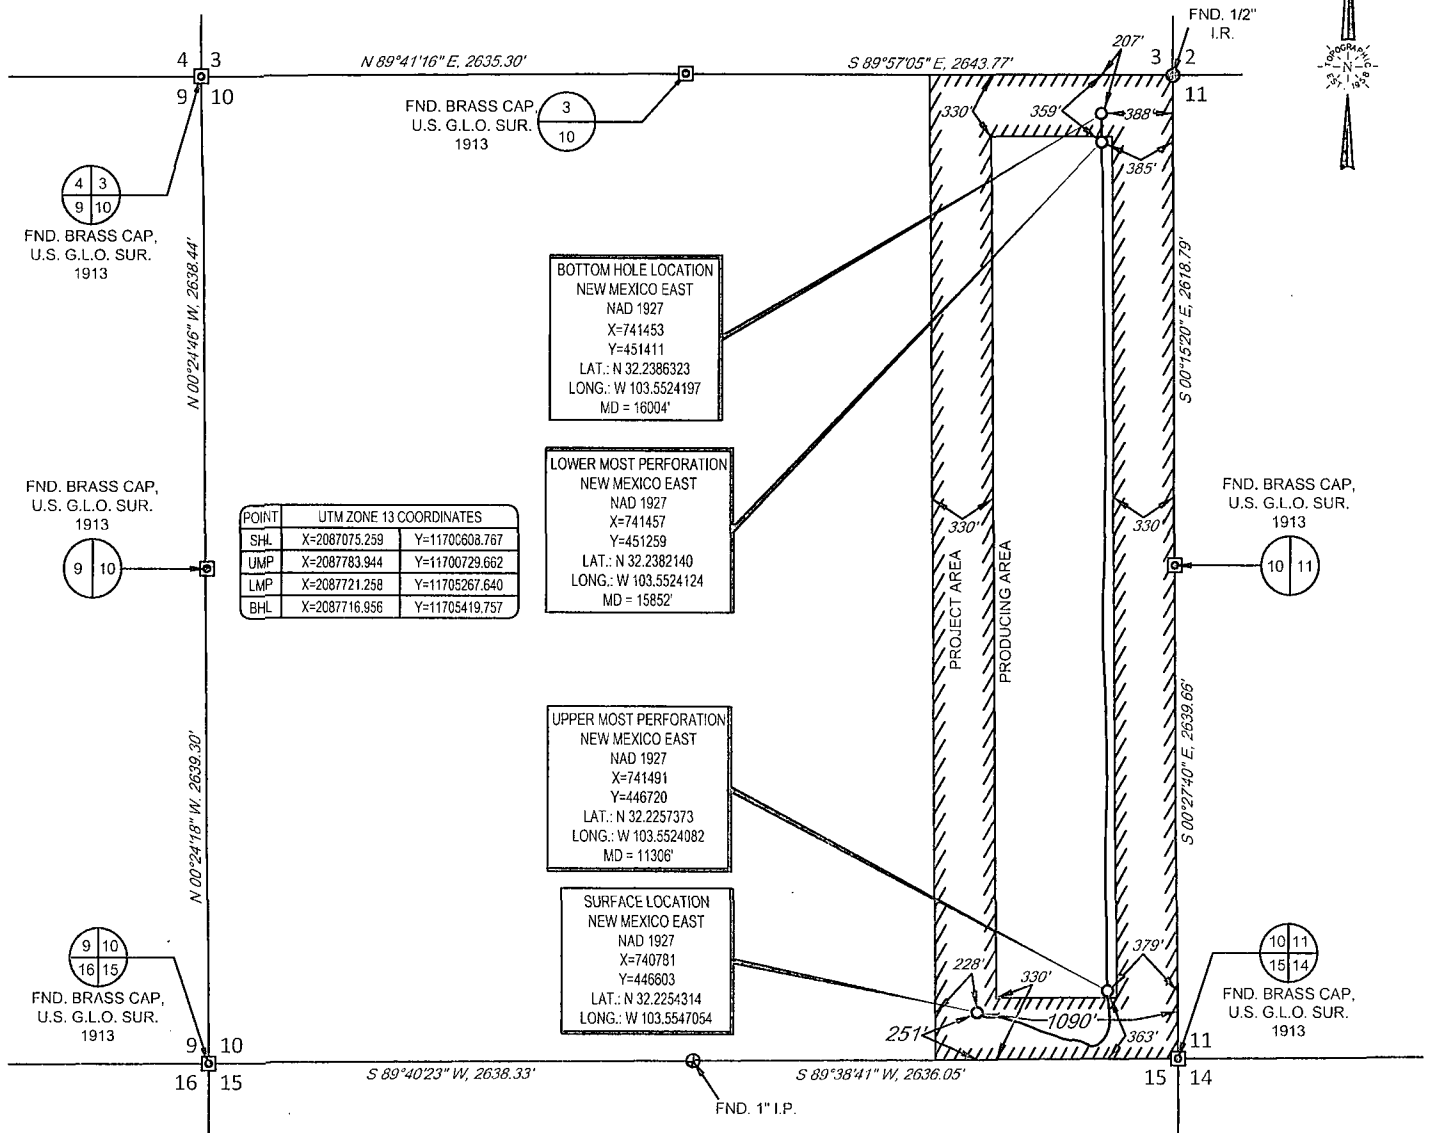 FND. 1/2"
I.R.
TOPOGRAPHIC
N
EST. 1958
4 3
9 10
N 89°41'16" E, 2635.30'
S 89°57'05" E, 2643.77'
207'
3 2
11
FND. BRASS CAP,
U.S. G.L.O. SUR.
1913
3
10
330'
359'
388'
385'
4 3
9 10
FND. BRASS CAP,
U.S. G.L.O. SUR.
1913
N 00°24'46" W, 2638.44'
S 00°15'20" E, 2618.79'
BOTTOM HOLE LOCATION
NEW MEXICO EAST
NAD 1927
X=741453
Y=451411
LAT.: N 32.2386323
LONG.: W 103.5524197
MD = 16004'
LOWER MOST PERFORATION
NEW MEXICO EAST
NAD 1927
X=741457
Y=451259
LAT.: N 32.2382140
LONG.: W 103.5524124
MD = 15852'
FND. BRASS CAP,
U.S. G.L.O. SUR.
1913
9 10
POINT UTM ZONE 13 COORDINATES
SHL X=2087075.259 Y=11700608.767
UMP X=2087783.944 Y=11700729.662
LMP X=2087721.258 Y=11705267.640
BHL X=2087716.956 Y=11705419.757
330'
330'
FND. BRASS CAP,
U.S. G.L.O. SUR.
1913
10 11
PROJECT AREA
PRODUCING AREA
UPPER MOST PERFORATION
NEW MEXICO EAST
NAD 1927
X=741491
Y=446720
LAT.: N 32.2257373
LONG.: W 103.5524082
MD = 11306'
N 00°24'18" W, 2639.30'
S 00°27'40" E, 2639.66'
SURFACE LOCATION
NEW MEXICO EAST
NAD 1927
X=740781
Y=446603
LAT.: N 32.2254314
LONG.: W 103.5547054
9 10
16 15
FND. BRASS CAP,
U.S. G.L.O. SUR.
1913
228'
330'
379'
251'
1090'
363'
10 11
15 14
FND. BRASS CAP,
U.S. G.L.O. SUR.
1913
9 10
16 15
S 89°40'23" W, 2638.33'
S 89°38'41" W, 2636.05'
11
15 14
FND. 1" I.P.